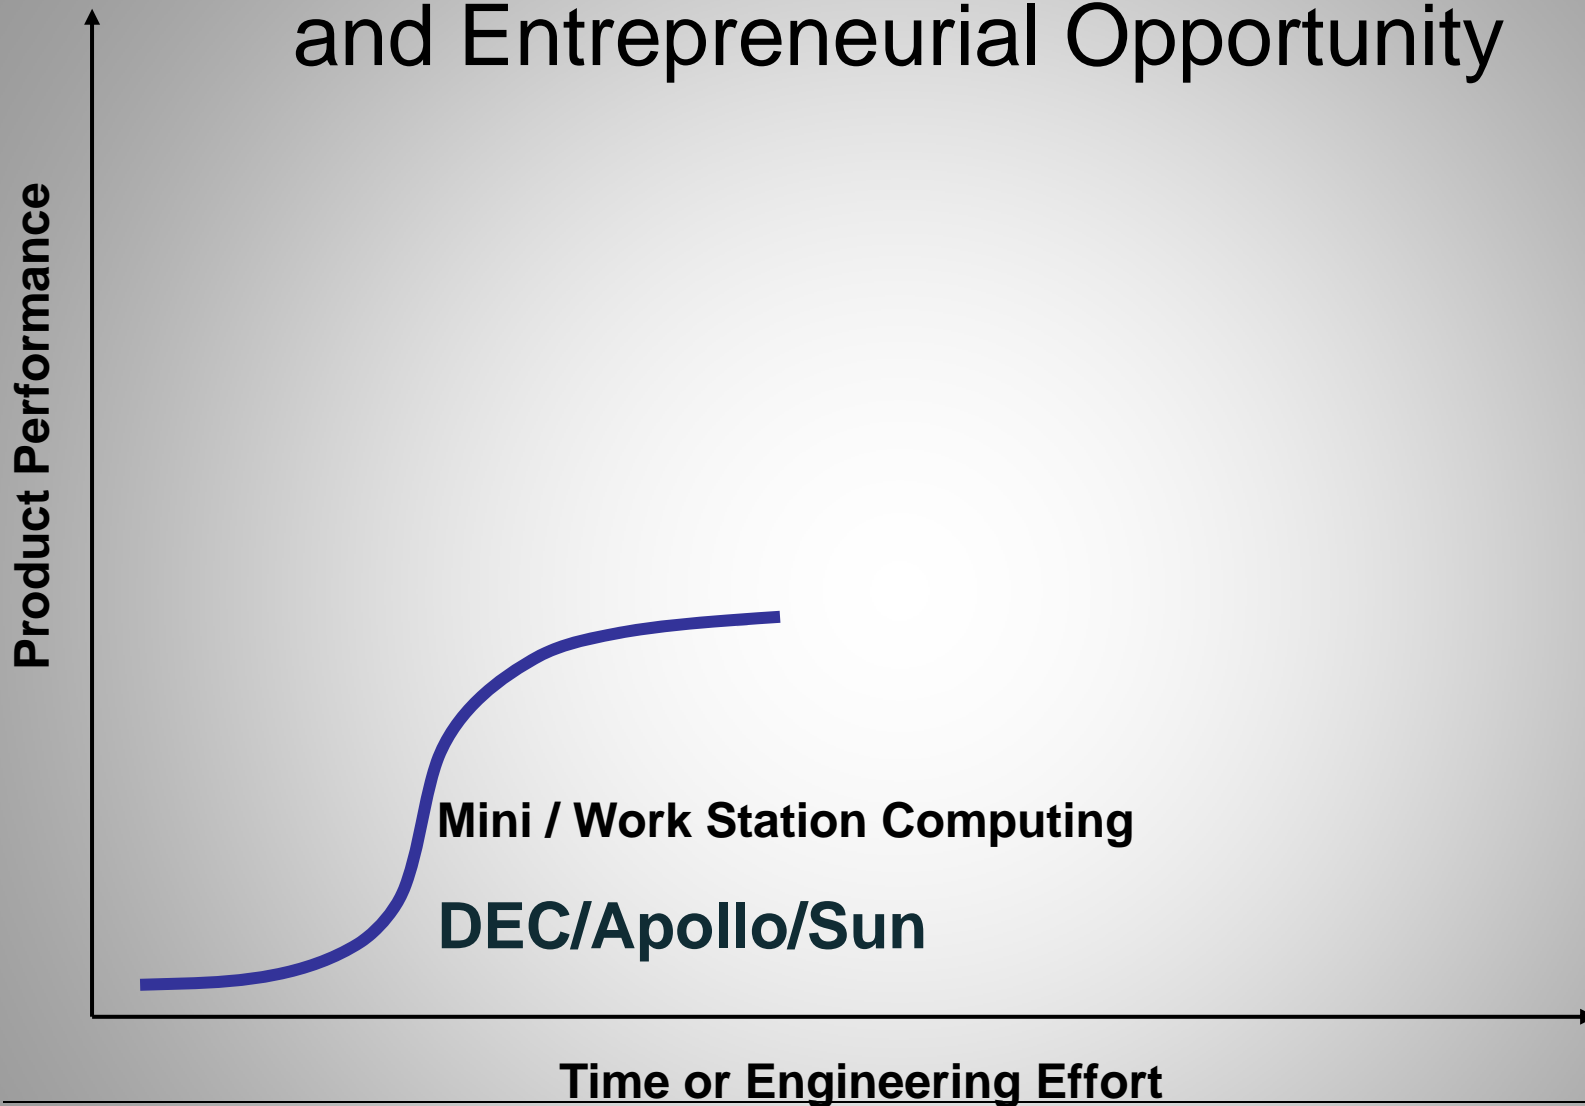 and Entrepreneurial Opportunity
Product Performance
Mini / Work Station Computing
DEC/Apollo/Sun
Time or Engineering Effort